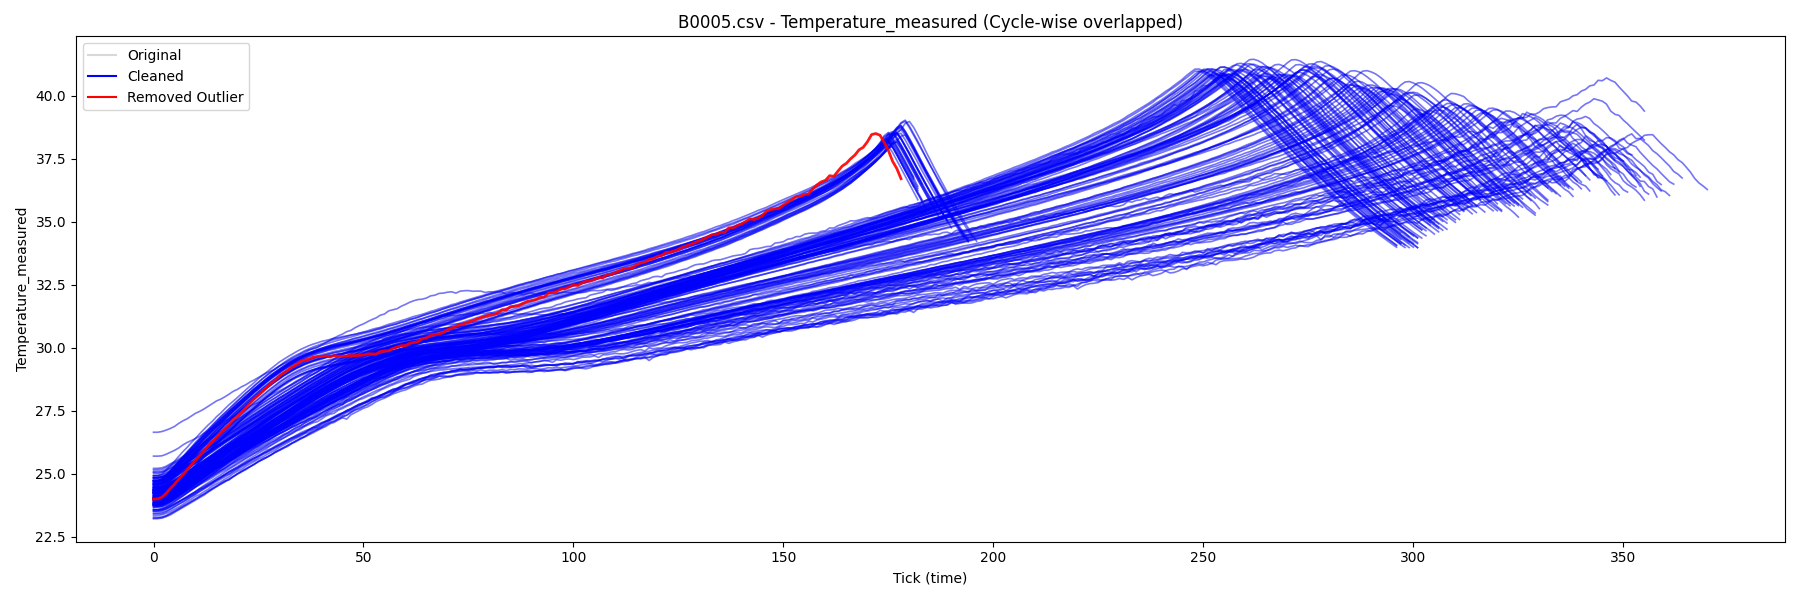 B0005.csv - Temperature_measured (Cycle-wise overlapped)
Original
Cleaned
Removed Outlier
Temperature_measured
40.0
37.5
35.0
32.5
30.0
27.5
25.0
22.5
0 50 100 150 200 250 300 350
Tick (time)